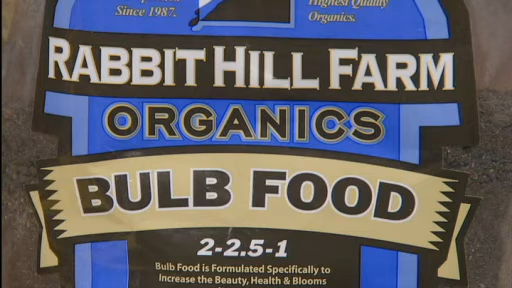 Since 1987.
Highest Quality
Organics.
RABBIT HILL FARM
ORGANICS
BULB FOOD
2-2.5-1
Bulb Food is Formulated Specifically to
Increase the Beauty, Health & Blooms